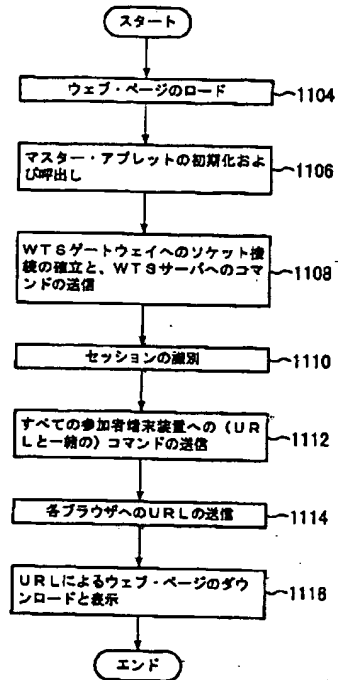 スタート
ウェブ・ページのロード
1104
マスター・アプレットの初期化およ
び呼出し
1106
WTSゲートウェイへのソケット接
続の確立と、WTSサーバへのコマ
ンドの送信
1108
セッションの識別
1110
すべての参加者端末装置への(UR
Lと一緒の)コマンドの送信
1112
各ブラウザへのURLの送信
1114
URLによるウェブ・ページのダウ
ンロードと表示
1118
エンド